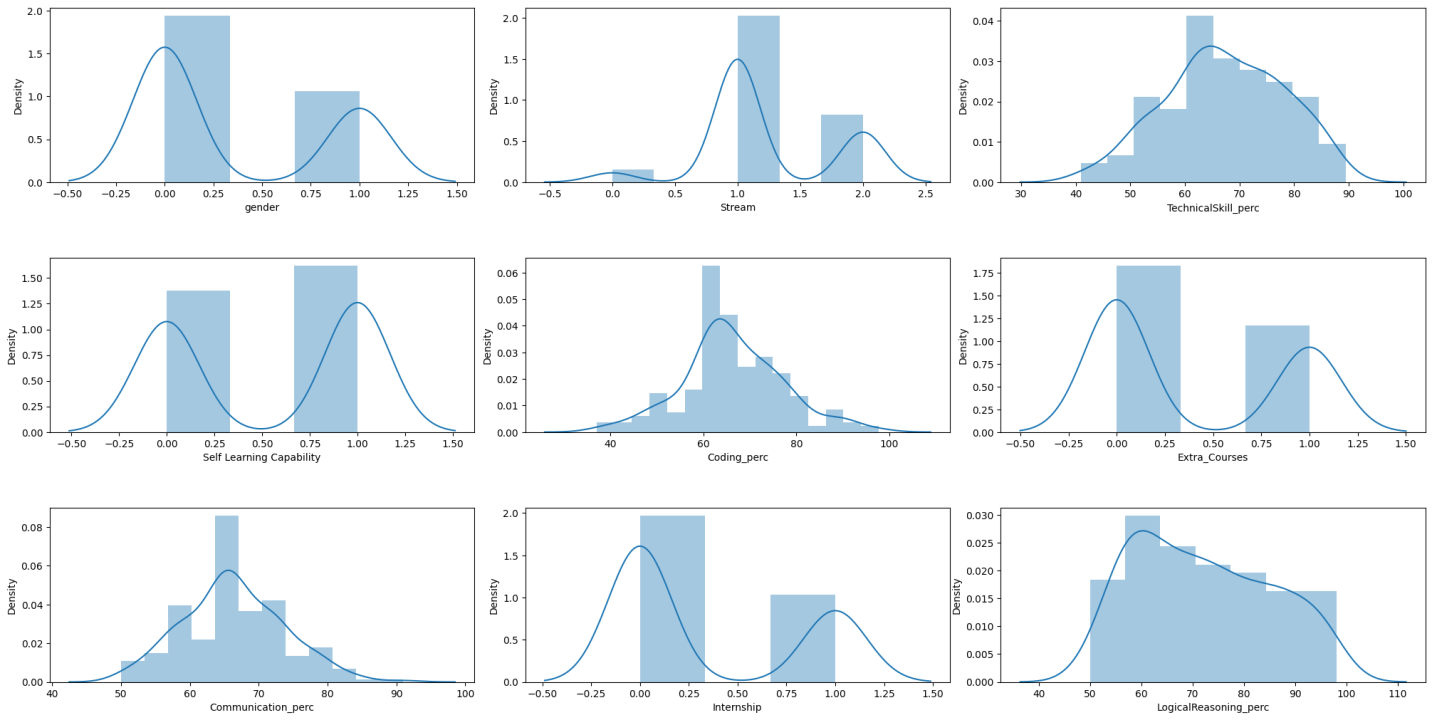 2.0
1.5
1.0
0.5
0.0
Density
−0.50 −0.25 0.00 0.25 0.50 0.75 1.00 1.25 1.50
gender
2.0
1.5
1.0
0.5
0.0
Density
−0.5 0.0 0.5 1.0 1.5 2.0 2.5
Stream
0.04
0.03
0.02
0.01
0.00
Density
30 40 50 60 70 80 90 100
TechnicalSkill_perc
1.50
1.25
1.00
0.75
0.50
0.25
0.00
Density
−0.50 −0.25 0.00 0.25 0.50 0.75 1.00 1.25 1.50
Self Learning Capability
0.06
0.05
0.04
0.03
0.02
0.01
0.00
Density
40 60 80 100
Coding_perc
1.75
1.50
1.25
1.00
0.75
0.50
0.25
0.00
Density
−0.50 −0.25 0.00 0.25 0.50 0.75 1.00 1.25 1.50
Extra_Courses
0.08
0.06
0.04
0.02
0.00
Density
40 50 60 70 80 90 100
Communication_perc
2.0
1.5
1.0
0.5
0.0
Density
−0.50 −0.25 0.00 0.25 0.50 0.75 1.00 1.25 1.50
Internship
0.030
0.025
0.020
0.015
0.010
0.005
0.000
Density
40 50 60 70 80 90 100 110
LogicalReasoning_perc